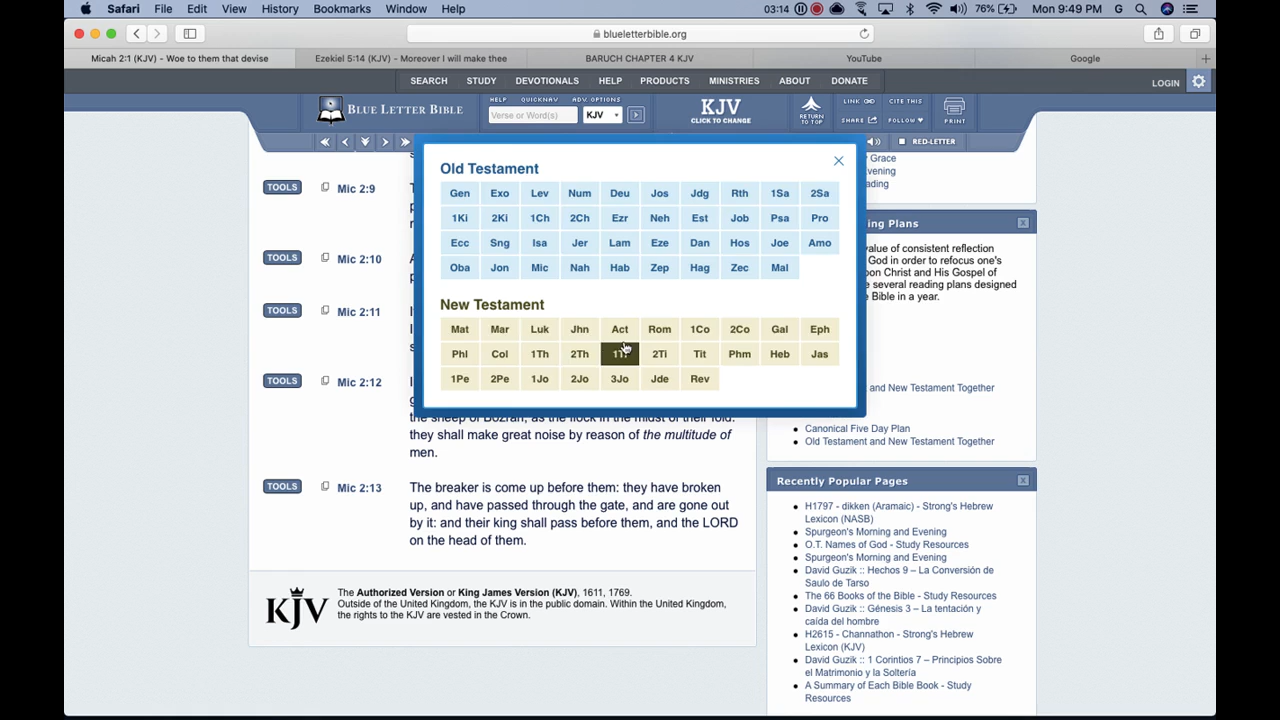 Safari File Edit View History Bookmarks Window Help 03:14 76% Mon 9:49 PM G
blueletterbible.org
Micah 2:1 (KJV) - Woe to them that devise Ezekiel 5:14 (KJV) - Moreover I will make thee BARUCH CHAPTER 4 KJV YouTube Google
SEARCH STUDY DEVOTIONALS HELP PRODUCTS MINISTRIES ABOUT DONATE LOGIN
BLUE LETTER BIBLE
HELP QUICKNAV ADV. OPTIONS
Verse or Word(s) KJV
KJV
CLICK TO CHANGE
RETURN
TO TOP
LINK CITE THIS
SHARE FOLLOW
PRINT
RED-LETTER
Old Testament
Gen Exo Lev Num Deu Jos Jdg Rth 1Sa 2Sa
1Ki 2Ki 1Ch 2Ch Ezr Neh Est Job Psa Pro
Ecc Sng Isa Jer Lam Eze Dan Hos Joe Amo
Oba Jon Mic Nah Hab Zep Hag Zec Mal
New Testament
Mat Mar Luk Jhn Act Rom 1Co 2Co Gal Eph
Phl Col 1Th 2Th 2Ti Tit Phm Heb Jas
1Pe 2Pe 1Jo 2Jo 3Jo Jde Rev
TOOLS Mic 2:9
TOOLS Mic 2:10
TOOLS Mic 2:11
TOOLS Mic 2:12
the sheep of Bozrah, as the flock in the midst of their fold:
they shall make great noise by reason of the multitude of
men.
TOOLS Mic 2:13 The breaker is come up before them: they have broken
up, and have passed through the gate, and are gone out
by it: and their king shall pass before them, and the LORD
on the head of them.
KJV
The Authorized Version or King James Version (KJV), 1611, 1769.
Outside of the United Kingdom, the KJV is in the public domain. Within the United Kingdom,
the rights to the KJV are vested in the Crown.
Grace
Plans
value of consistent reflection
God in order to refocus one's
Christ and His Gospel of
several reading plans designed
Bible in a year.
and New Testament Together
Canonical Five Day Plan
Old Testament and New Testament Together
Recently Popular Pages
H1797 - dikken (Aramaic) - Strong's Hebrew
Lexicon (NASB)
Spurgeon's Morning and Evening
O.T. Names of God - Study Resources
Spurgeon's Morning and Evening
David Guzik :: Hechos 9 – La Conversión de
Saulo de Tarso
The 66 Books of the Bible - Study Resources
David Guzik :: Génesis 3 – La tentación y
caída del hombre
H2615 - Channathon - Strong's Hebrew
Lexicon (KJV)
David Guzik :: 1 Corintios 7 – Principios Sobre
el Matrimonio y la Soltería
A Summary of Each Bible Book - Study
Resources